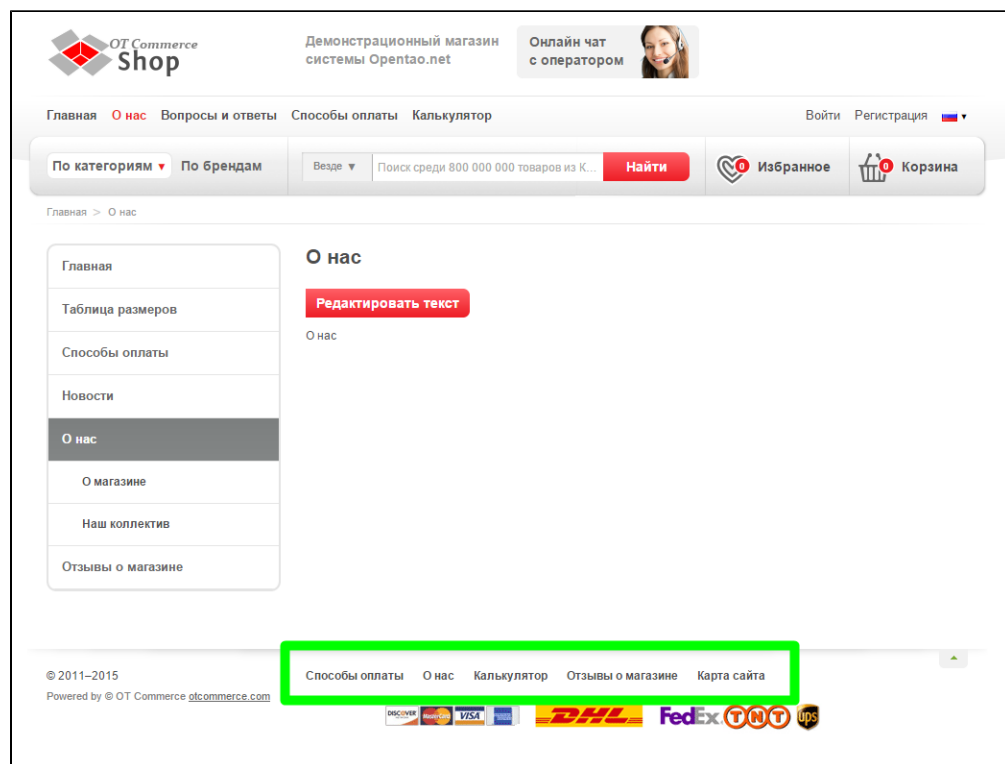 OT Commerce
Shop
Демонстрационный магазин
системы Opentao.net
Онлайн чат
с оператором
Главная О нас Вопросы и ответы Способы оплаты Калькулятор Войти Регистрация
По категориям По брендам Везде Поиск среди 800 000 000 товаров из К... Найти 0 Избранное 0 Корзина
Главная > О нас
Главная
Таблица размеров
Способы оплаты
Новости
О нас
О магазине
Наш коллектив
Отзывы о магазине
О нас
Редактировать текст
О нас
© 2011–2015
Powered by © OT Commerce otcommerce.com
Способы оплаты О нас Калькулятор Отзывы о магазине Карта сайта
DISCOVER MasterCard VISA DHL FedEx TNT ups